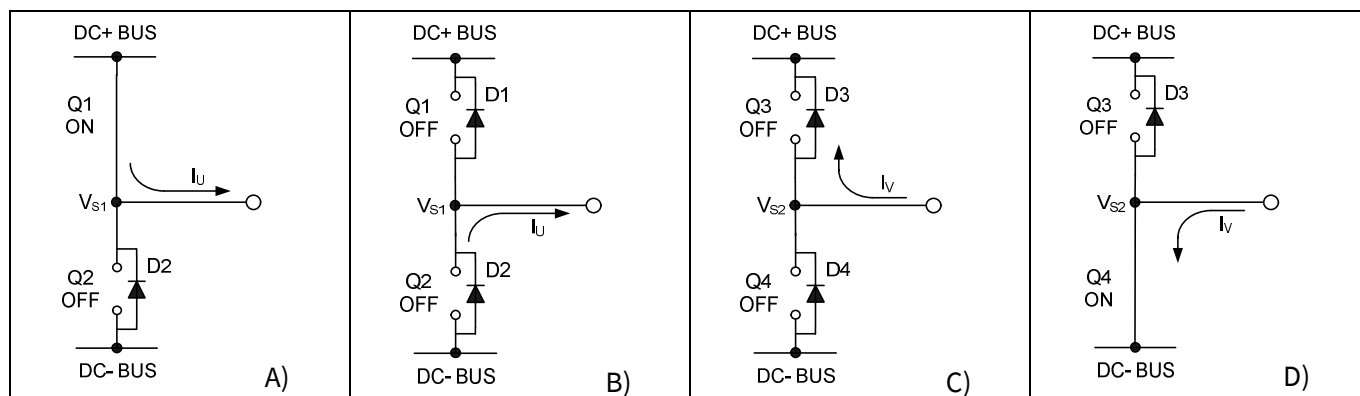 DC+ BUS
Q1
ON
VS1
IU
Q2
OFF
D2
DC- BUS
A)
DC+ BUS
D1
Q1
OFF
VS1
IU
Q2
OFF
D2
DC- BUS
B)
DC+ BUS
Q3
OFF
D3
IV
VS2
Q4
OFF
D4
DC- BUS
C)
DC+ BUS
Q3
OFF
D3
VS2
IV
Q4
ON
DC- BUS
D)